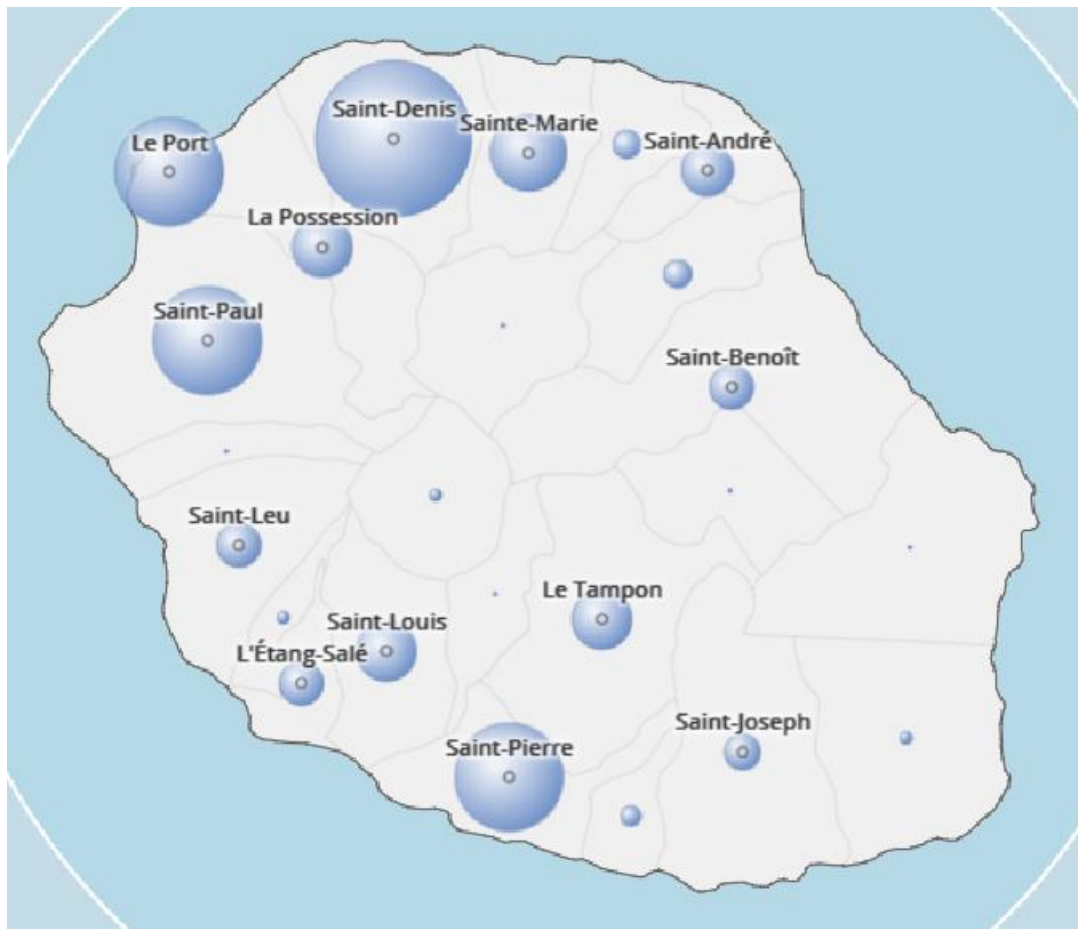 Saint-Denis
Sainte-Marie
Le Port
Saint-André
La Possession
Saint-Paul
Saint-Benoît
Saint-Leu
Le Tampon
Saint-Louis
L'Étang-Salé
Saint-Joseph
Saint-Pierre